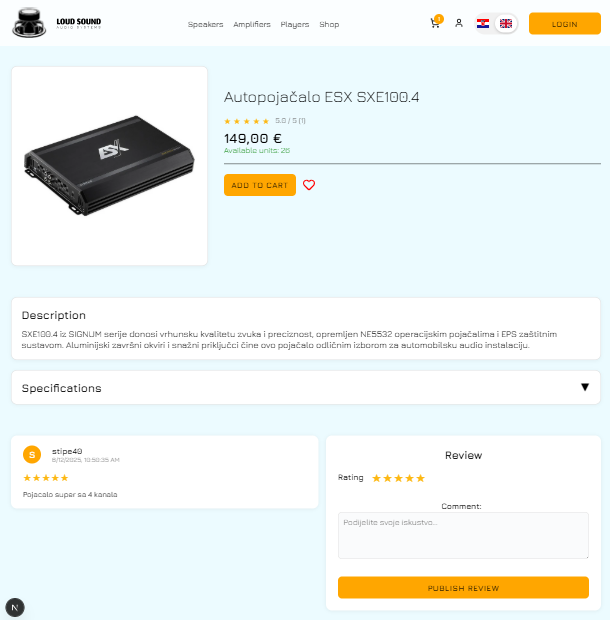 LOUD SOUND
AUDIO SYSTEMS
Speakers Amplifiers Players Shop
LOGIN
ESX
Autopojačalo ESX SXE100.4
5.0 / 5 (1)
149,00 €
Available units: 26
ADD TO CART
Description
SXE100.4 iz SIGNUM serije donosi vrhunsku kvalitetu zvuka i preciznost, opremljen NE5532 operacijskim pojačalima i EPS zaštitnim
sustavom. Aluminijski završni okviri i snažni priključci čine ovo pojačalo odličnim izborom za automobilsku audio instalaciju.
Specifications ▼
S
stipe40
8/12/2025, 10:50:35 AM
Pojacalo super sa 4 kanala
Review
Rating
Comment:
Podijelite svoje iskustvo...
PUBLISH REVIEW
N